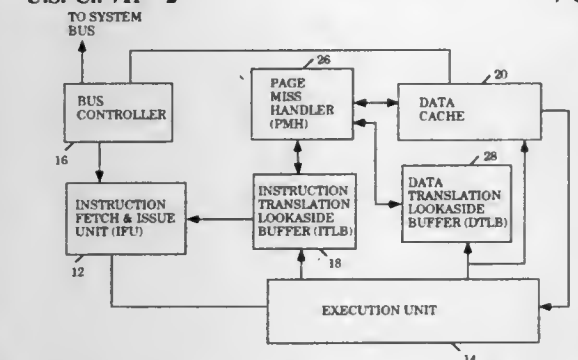 TO SYSTEM
BUS
26
20
BUS
CONTROLLER
PAGE
MISS
HANDLER
(PMH)
DATA
CACHE
16
28
INSTRUCTION
FETCH & ISSUE
UNIT (IFU)
INSTRUCTION
TRANSLATION
LOOKASIDE
BUFFER (ITLB)
DATA
TRANSLATION
LOOKASIDE
BUFFER (DTLB)
12
18
EXECUTION UNIT